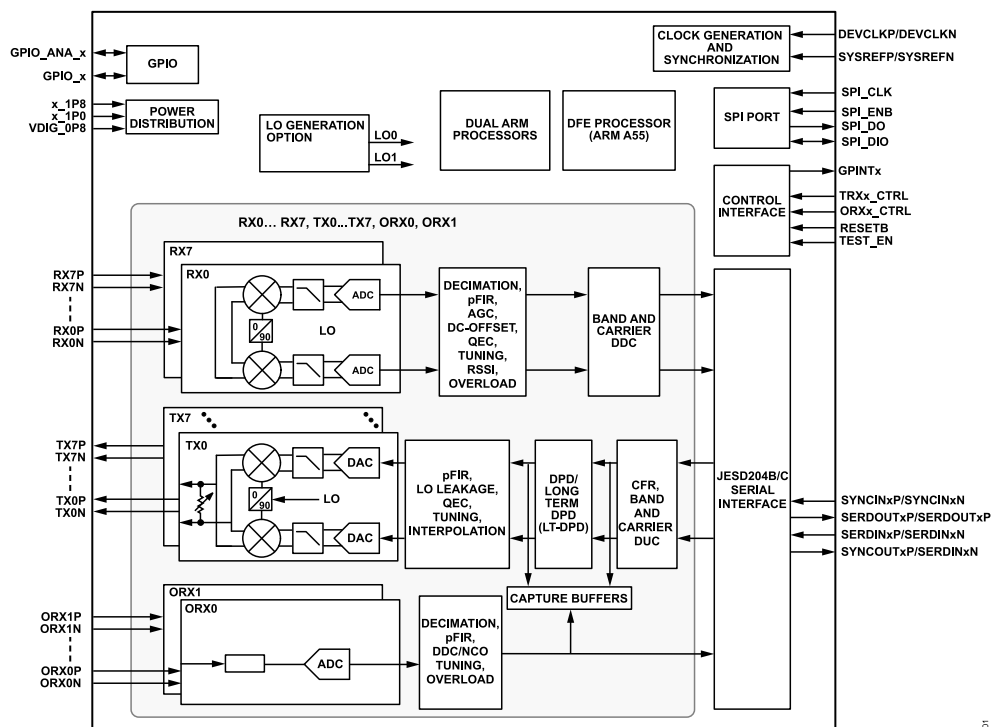 GPIO_ANA_x
GPIO_x
GPIO
x_1P8
x_1P0
VDIG_0P8
POWER
DISTRIBUTION
LO GENERATION
OPTION
LO0
LO1
DUAL ARM
PROCESSORS
DFE PROCESSOR
(ARM A55)
CLOCK GENERATION
AND
SYNCHRONIZATION
DEVCLKP/DEVCLKN
SYSREFP/SYSREFN
SPI PORT
SPI_CLK
SPI_ENB
SPI_DO
SPI_DIO
CONTROL
INTERFACE
GPINTx
TRXx_CTRL
ORXx_CTRL
RESETB
TEST_EN
RX0... RX7, TX0...TX7, ORX0, ORX1
RX7P
RX7N
RX0P
RX0N
RX7
RX0
0
90
LO
ADC
ADC
DECIMATION,
pFIR,
AGC,
DC-OFFSET,
QEC,
TUNING,
RSSI,
OVERLOAD
BAND AND
CARRIER
DDC
TX7P
TX7N
TX0P
TX0N
TX7
TX0
0
90
LO
DAC
DAC
pFIR,
LO LEAKAGE,
QEC,
TUNING,
INTERPOLATION
DPD/
LONG
TERM
DPD
(LT-DPD)
CFR,
BAND
AND
CARRIER
DUC
CAPTURE BUFFERS
JESD204B/C
SERIAL
INTERFACE
SYNCINxP/SYNCINxN
SERDOUTxP/SERDOUTxP
SERDINxP/SERDINxN
SYNCOUTxP/SERDINxN
ORX1P
ORX1N
ORX0P
ORX0N
ORX1
ORX0
ADC
DECIMATION,
pFIR,
DDC/NCO
TUNING,
OVERLOAD